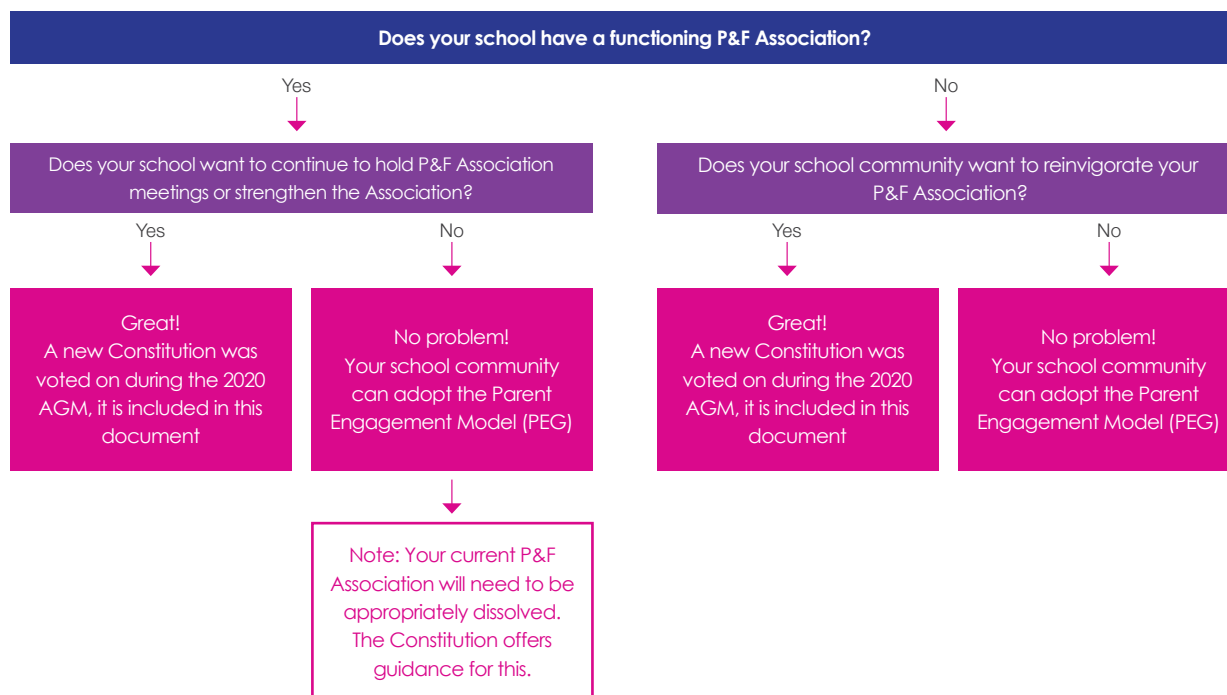 Does your school have a functioning P&F Association?
Yes
No
Does your school want to continue to hold P&F Association
meetings or strengthen the Association?
Does your school community want to reinvigorate your
P&F Association?
Yes
No
Yes
No
Great!
A new Constitution was
voted on during the 2020
AGM, it is included in this
document
No problem!
Your school community
can adopt the Parent
Engagement Model (PEG)
Great!
A new Constitution was
voted on during the 2020
AGM, it is included in this
document
No problem!
Your school community
can adopt the Parent
Engagement Model (PEG)
Note: Your current P&F
Association will need to be
appropriately dissolved.
The Constitution offers
guidance for this.